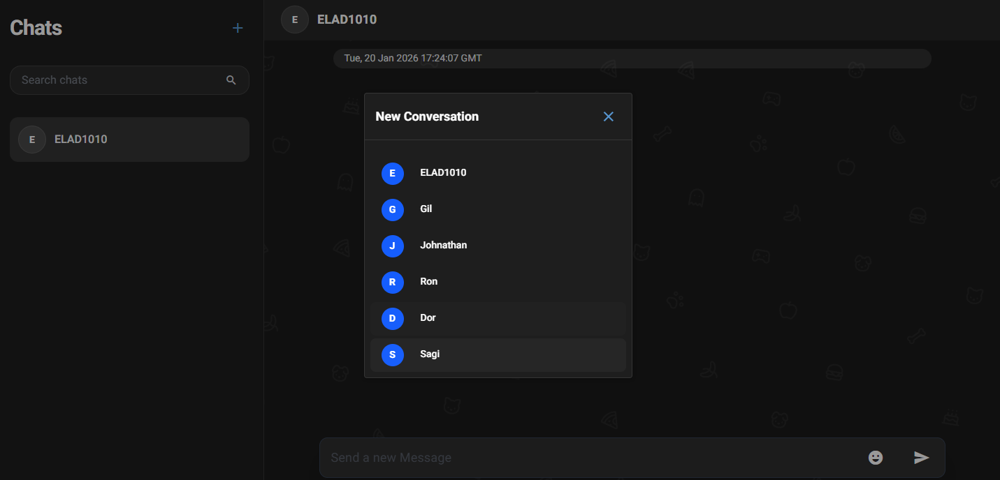 Chats
+
Search chats
E ELAD1010
E ELAD1010
Tue, 20 Jan 2026 17:24:07 GMT
New Conversation
E ELAD1010
G Gil
J Johnathan
R Ron
D Dor
S Sagi
Send a new Message